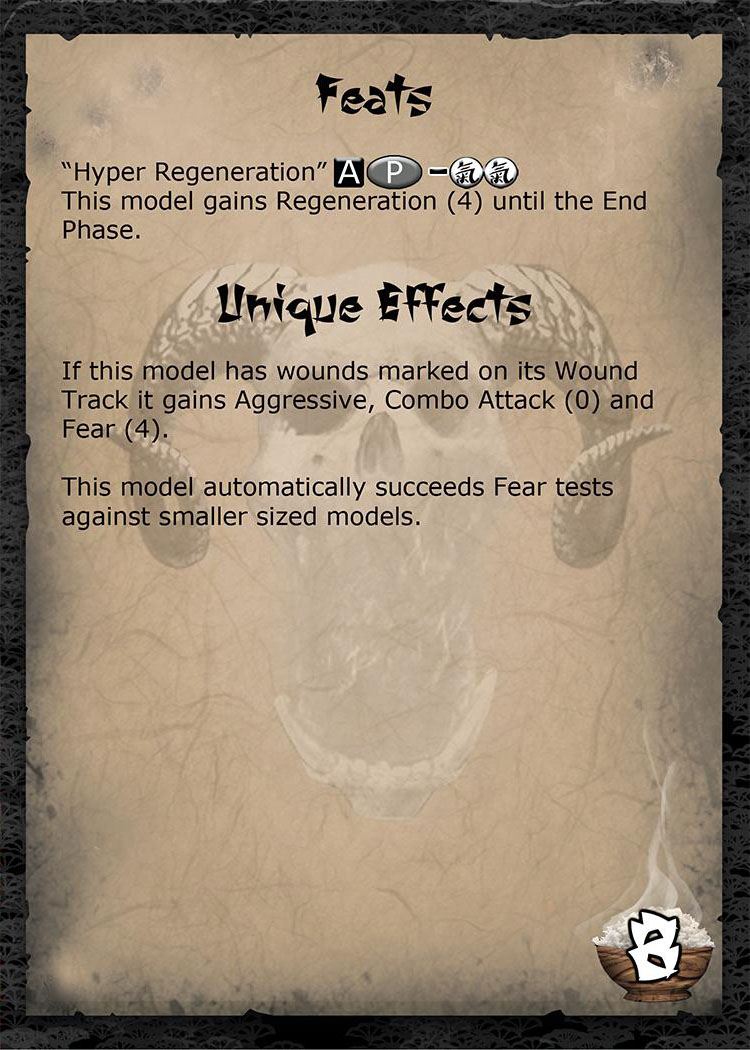 Feats
“Hyper Regeneration” A P -氣氣
This model gains Regeneration (4) until the End
Phase.
Unique Effects
If this model has wounds marked on its Wound
Track it gains Aggressive, Combo Attack (0) and
Fear (4).
This model automatically succeeds Fear tests
against smaller sized models.
8